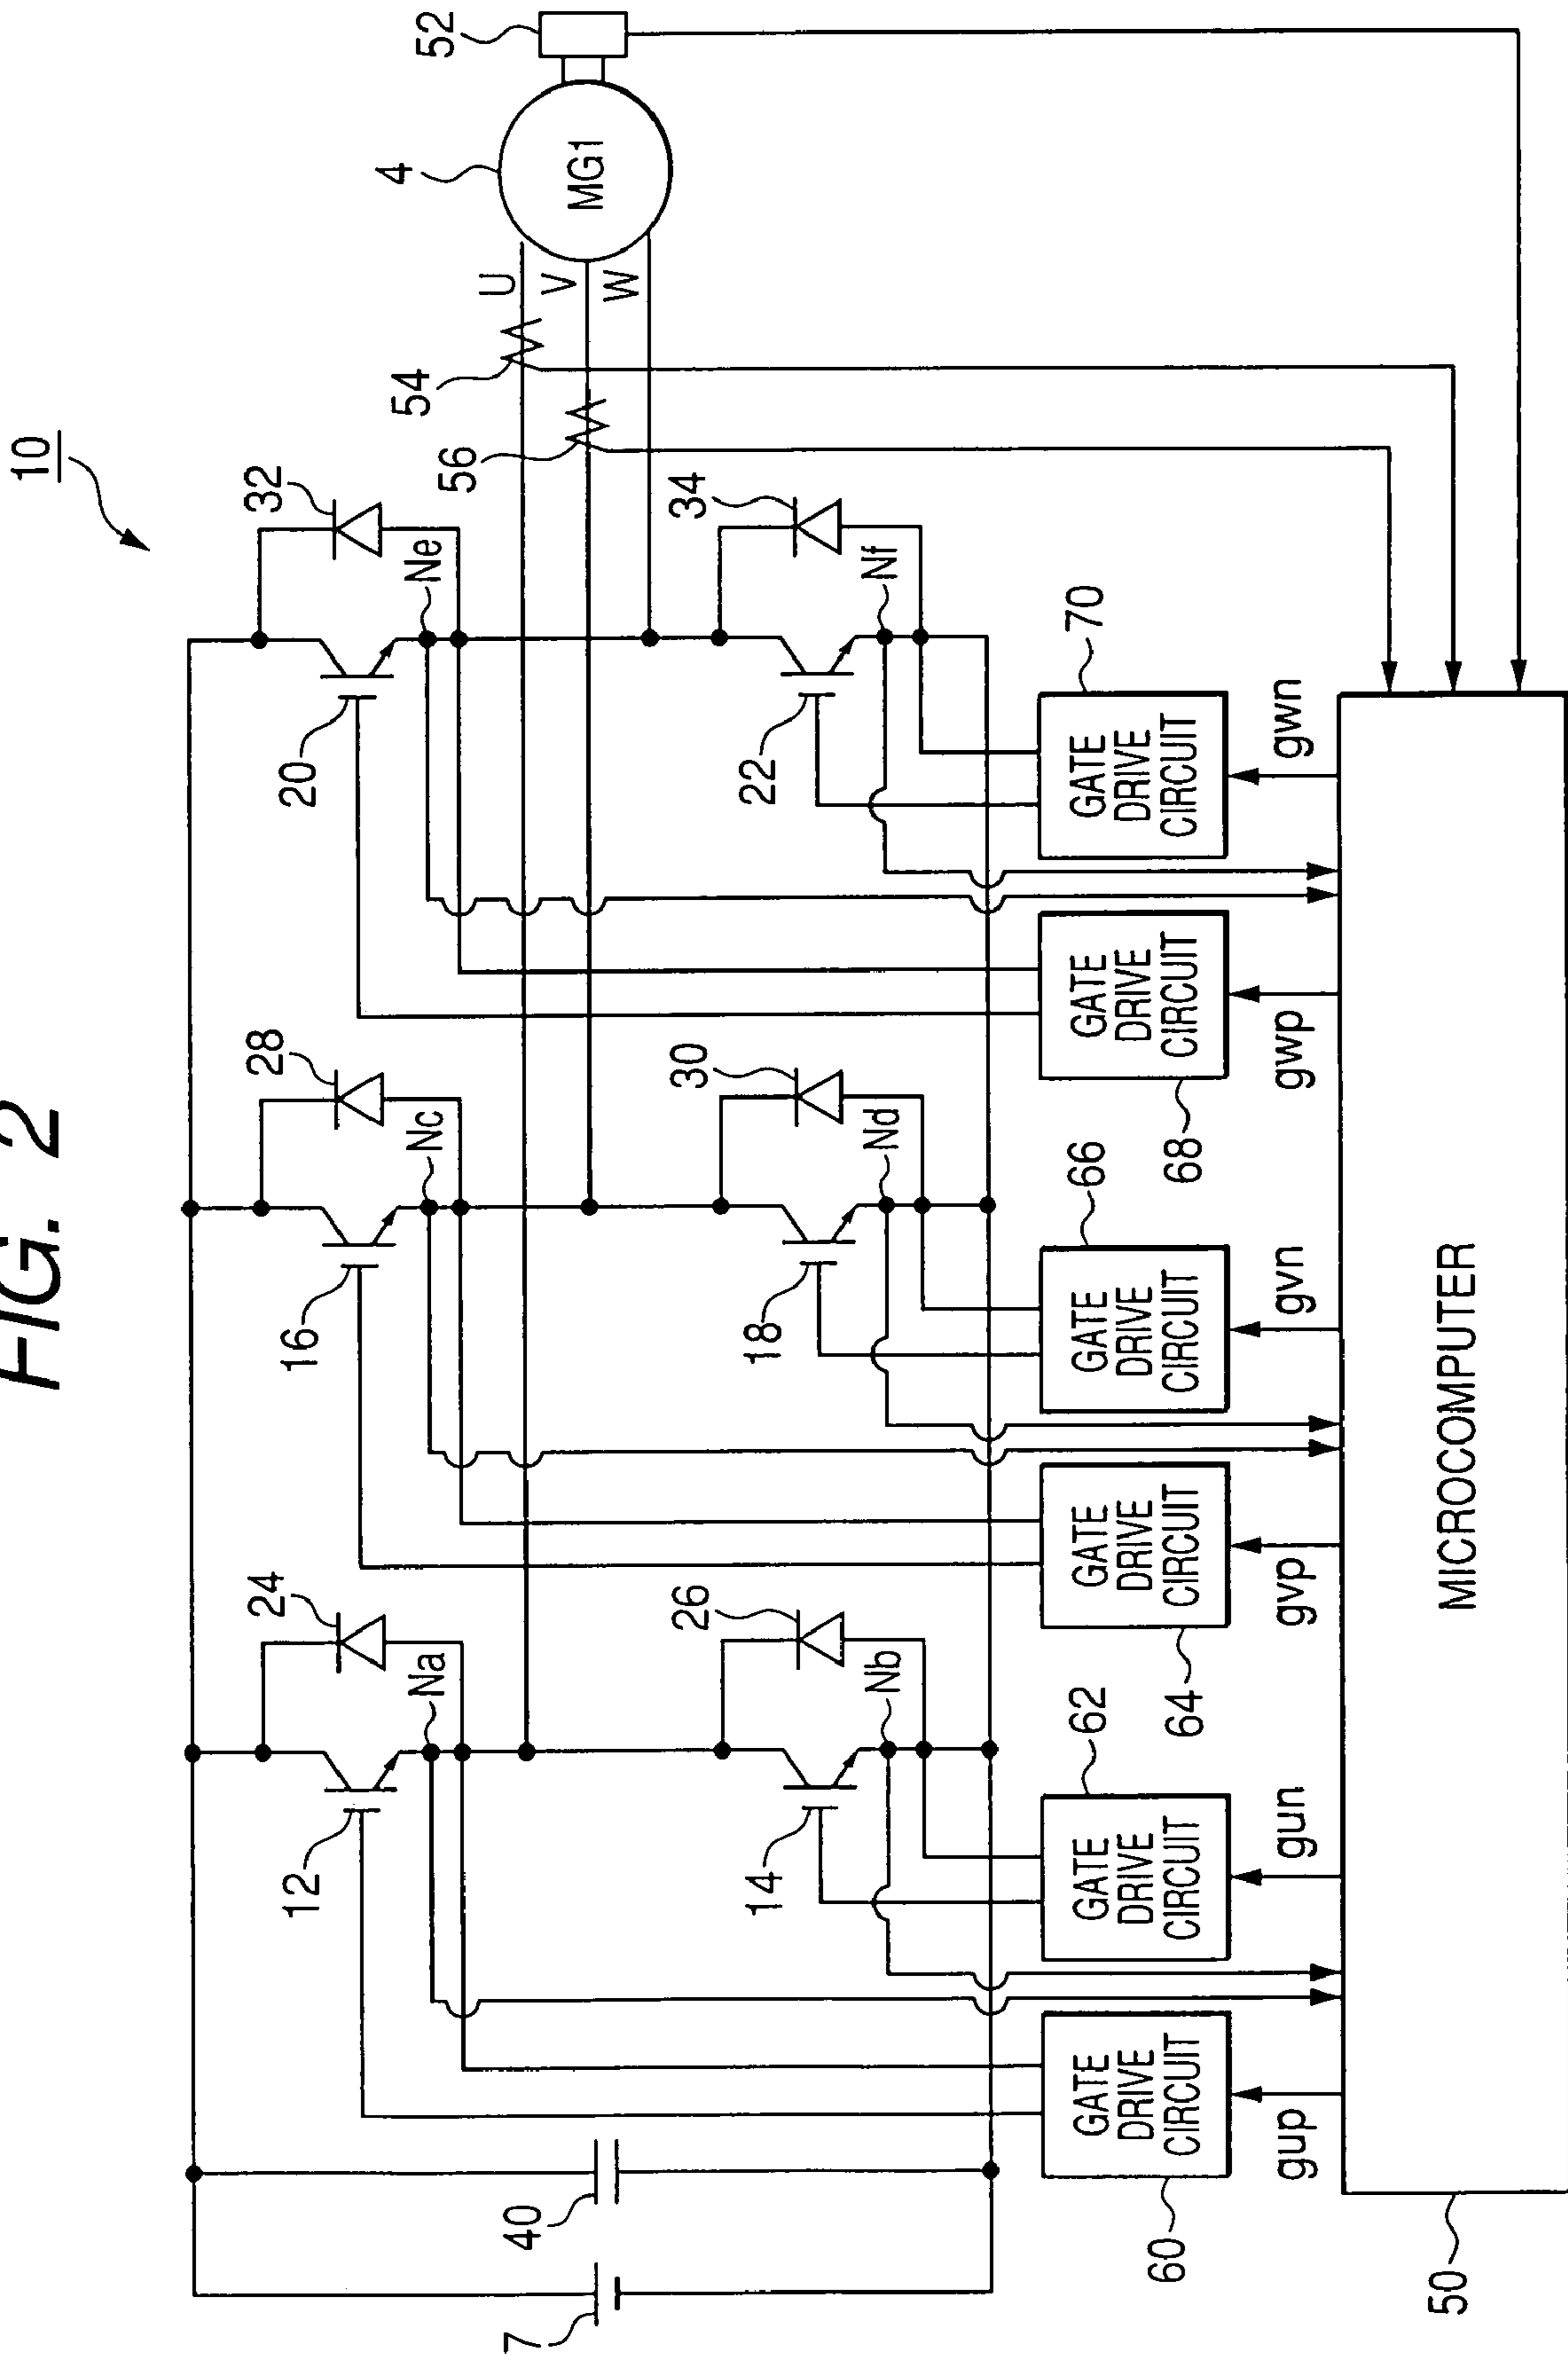 FIG. 2
10
32
28
24
Ne
Nc
Na
20
16
12
52
4
MG1
U
V
W
54
56
34
30
26
Nf
Nd
Nb
22
18
14
40
7
60
GATE
DRIVE
CIRCUIT
gup
62
GATE
DRIVE
CIRCUIT
gun
64
GATE
DRIVE
CIRCUIT
gvp
66
GATE
DRIVE
CIRCUIT
gvn
68
GATE
DRIVE
CIRCUIT
gwp
70
GATE
DRIVE
CIRCUIT
gwn
50
MICROCOMPUTER